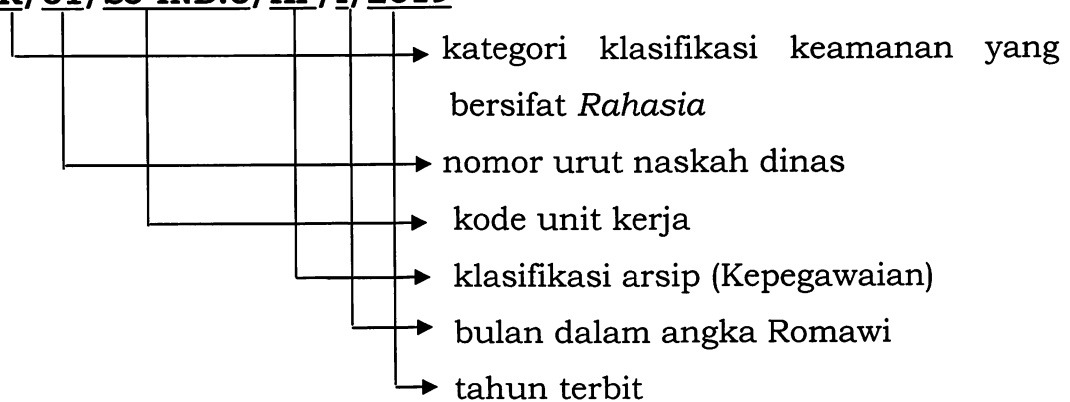 kategori klasifikasi keamanan yang
bersifat Rahasia
nomor urut naskah dinas
kode unit kerja
klasifikasi arsip (Kepegawaian)
bulan dalam angka Romawi
tahun terbit